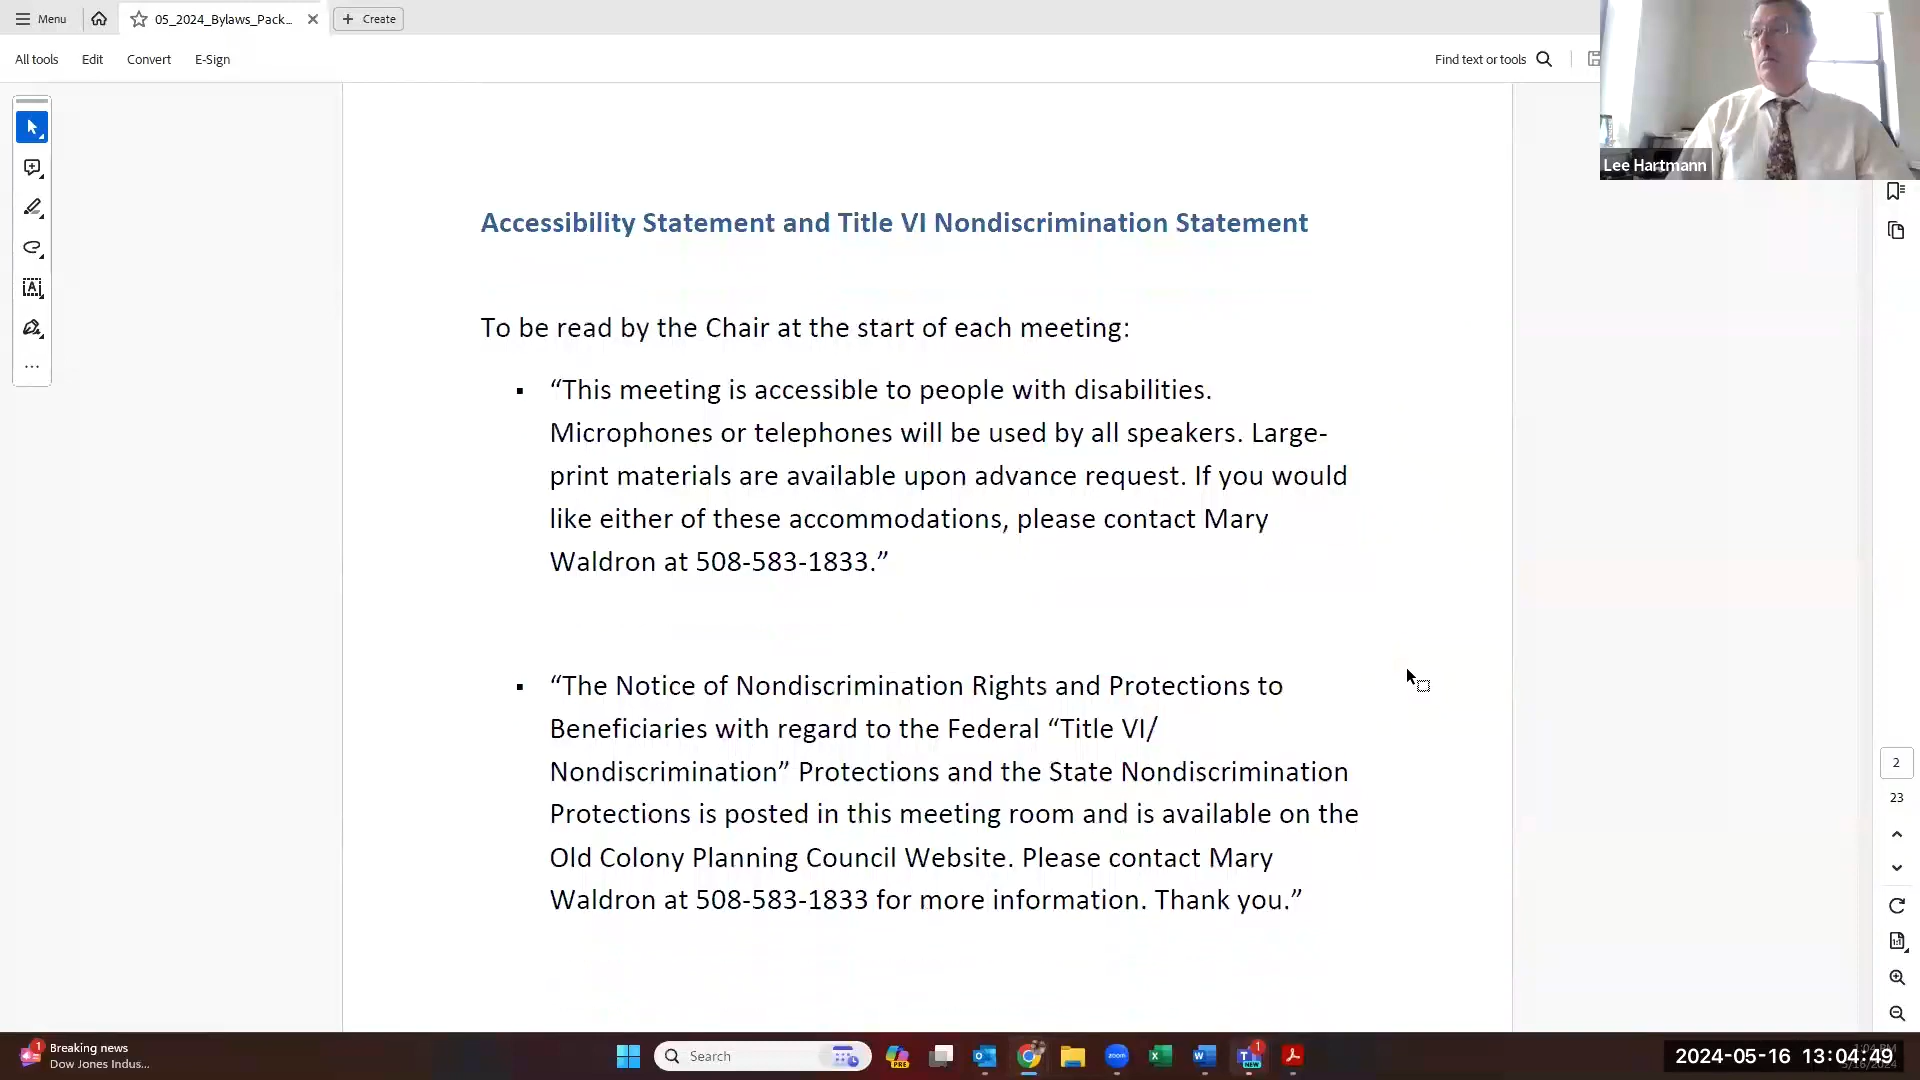 Menu
05_2024_Bylaws_Pack...
Create
All tools
Edit
Convert
E-Sign
Find text or tools
Lee Hartmann
Accessibility Statement and Title VI Nondiscrimination Statement
To be read by the Chair at the start of each meeting:
▪ “This meeting is accessible to people with disabilities.
Microphones or telephones will be used by all speakers. Large-
print materials are available upon advance request. If you would
like either of these accommodations, please contact Mary
Waldron at 508-583-1833.”
▪ “The Notice of Nondiscrimination Rights and Protections to
Beneficiaries with regard to the Federal “Title VI/
Nondiscrimination” Protections and the State Nondiscrimination
Protections is posted in this meeting room and is available on the
Old Colony Planning Council Website. Please contact Mary
Waldron at 508-583-1833 for more information. Thank you.”
2
23
1
Breaking news
Dow Jones Indus...
Search
PRE
zoom
1
NEW
2024-05-16 13:04:49